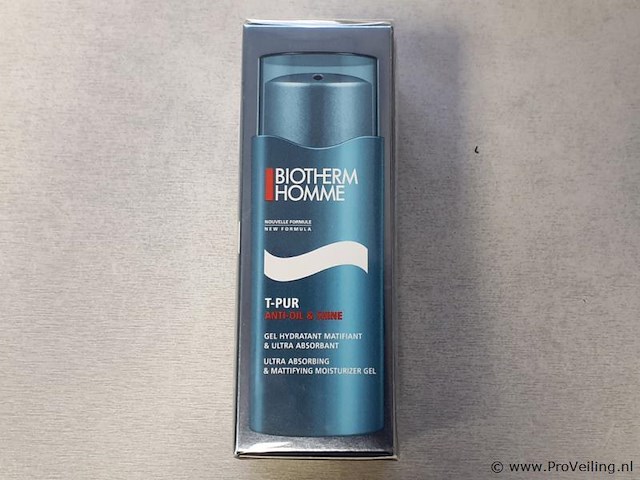 BIOTHERM
HOMME
NOUVELLE FORMULE
NEW FORMULA
T-PUR
ANTI-OIL & SHINE
GEL HYDRATANT MATIFIANT
& ULTRA ABSORBANT
ULTRA ABSORBING
& MATTIFYING MOISTURIZER GEL
© www.ProVeiling.nl